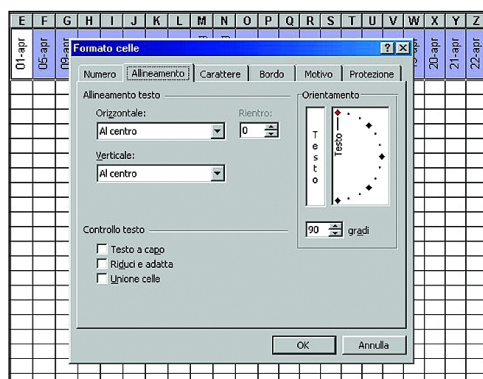 E F G H I J K L M N O P Q R S T U V W X Y Z
01-apr 05-apr 20-apr 21-apr 22-apr
Formato celle
Numero Allineamento Carattere Bordo Motivo Protezione
Allineamento testo
Orizzontale: Rientro:
Al centro 0
Verticale:
Al centro
Orientamento
Testo
Testo
90 gradi
Controllo testo
Testo a capo
Riduci e adatta
Unione celle
OK Annulla